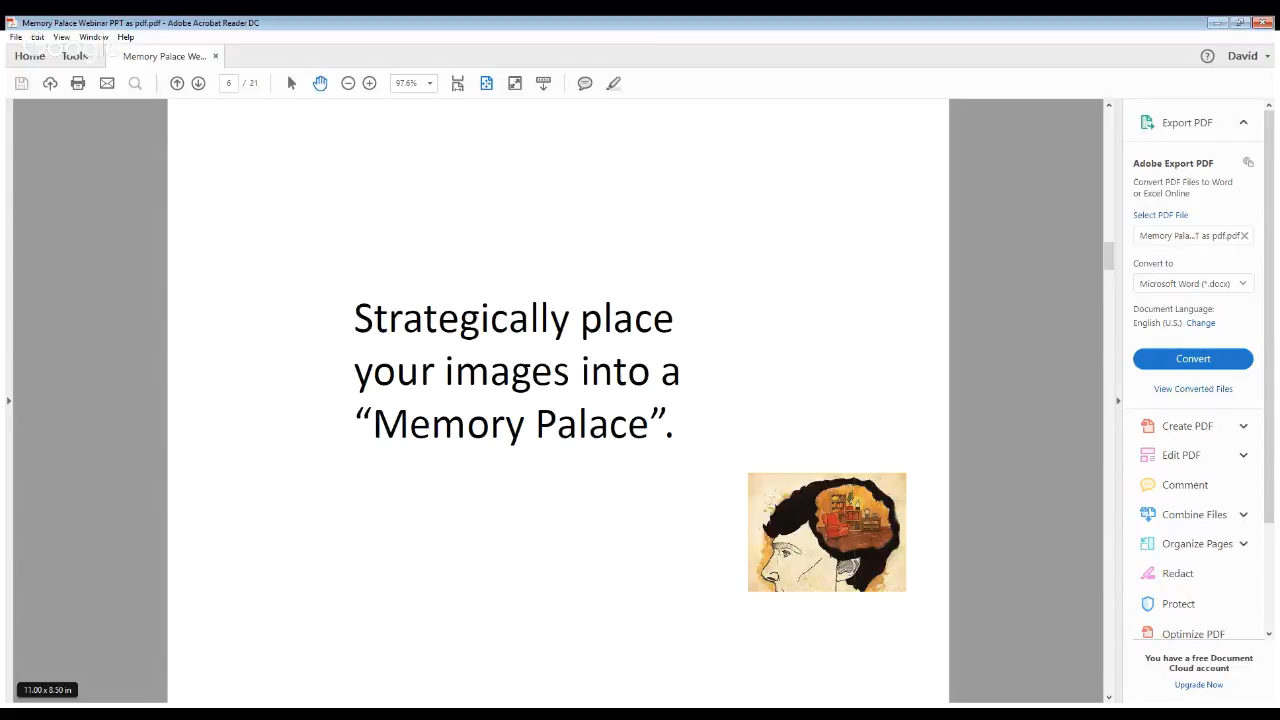 Memory Palace Webinar PPT as pdf.pdf - Adobe Acrobat Reader DC
File Edit View Window Help
Google
Home Tools Memory Palace We... ×
David
6 / 21 97.6%
Strategically place
your images into a
“Memory Palace”.
11.00 x 8.50 in
Export PDF
Adobe Export PDF
Convert PDF Files to Word
or Excel Online
Select PDF File
Memory Pala...T as pdf.pdf
Convert to
Microsoft Word (*.docx)
Document Language:
English (U.S.) Change
Convert
View Converted Files
Create PDF
Edit PDF
Comment
Combine Files
Organize Pages
Redact
Protect
Optimize PDF
You have a free Document
Cloud account
Upgrade Now